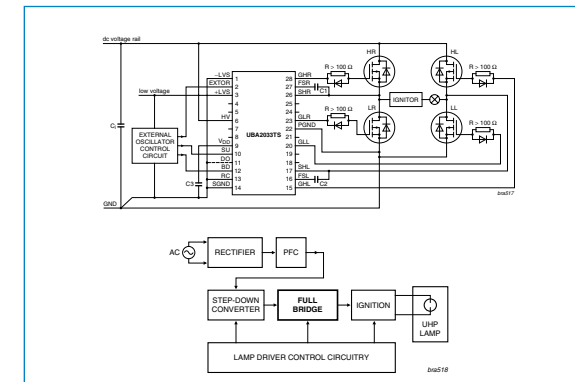 dc voltage rail
HR
HL
−LVS
EXTOR
+LVS
low voltage
HV
VDD
SU
DO
BD
RC
SGND
EXTERNAL
OSCILLATOR
CONTROL
CIRCUIT
Ci
C3
GND
1
2
3
4
5
6
7
8
9
10
11
12
13
14
UBA2033TS
28
27
26
25
24
23
22
21
20
19
18
17
16
15
GHR
FSR
SHR
GLR
PGND
GLL
SHL
FSL
GHL
C1
C2
R > 100 Ω
R > 100 Ω
R > 100 Ω
R > 100 Ω
IGNITOR
LR
LL
bra517
AC
RECTIFIER
PFC
STEP-DOWN
CONVERTER
FULL
BRIDGE
IGNITION
UHP
LAMP
LAMP DRIVER CONTROL CIRCUITRY
bra518